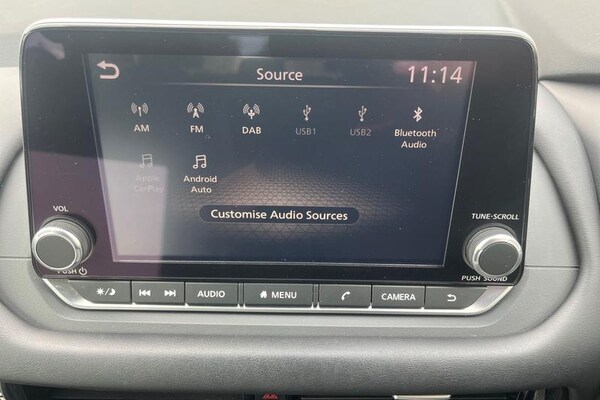 Source
11:14
AM
FM
DAB
USB1
USB2
Bluetooth
Audio
Apple
CarPlay
Android
Auto
Customise Audio Sources
VOL
PUSH
TUNE·SCROLL
PUSH SOUND
AUDIO
MENU
CAMERA